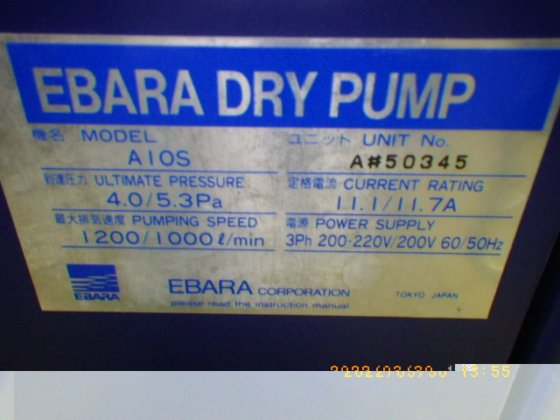 EBARA DRY PUMP
機名 MODEL
A10S
ユニット UNIT No.
A#50345
到達圧力 ULTIMATE PRESSURE
4.0/5.3Pa
定格電流 CURRENT RATING
11.1/11.7A
最大排気速度 PUMPING SPEED
1200/1000ℓ/min
電源 POWER SUPPLY
3Ph 200-220V/200V 60/50Hz
EBARA
EBARA CORPORATION
TOKYO JAPAN
please read the instruction manual